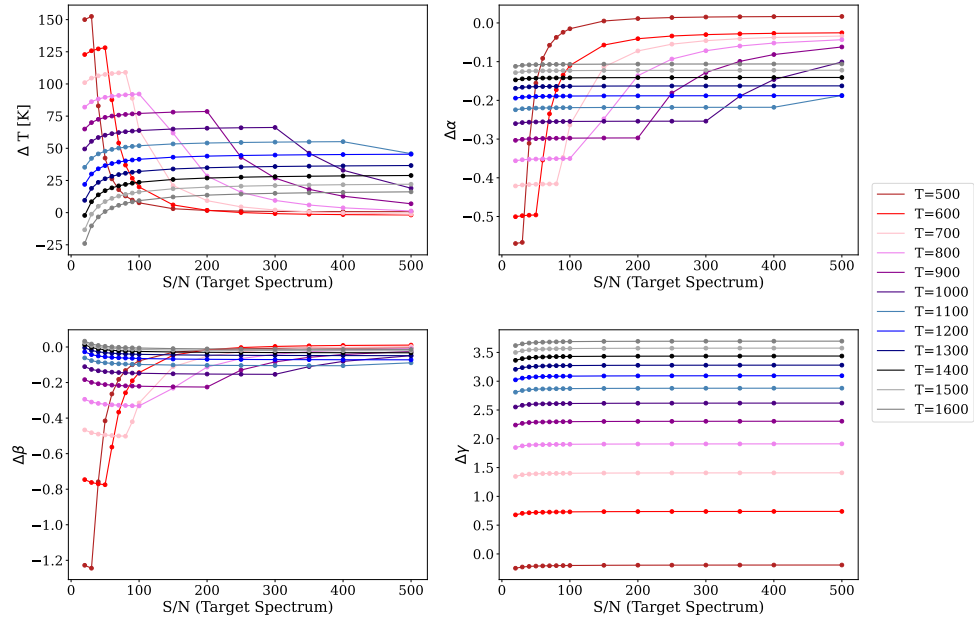 150
125
100
75
50
25
0
−25
Δ T [K]
0 100 200 300 400 500
S/N (Target Spectrum)
0.0
−0.1
−0.2
−0.3
−0.4
−0.5
Δα
0 100 200 300 400 500
S/N (Target Spectrum)
0.0
−0.2
−0.4
−0.6
−0.8
−1.0
−1.2
Δβ
0 100 200 300 400 500
S/N (Target Spectrum)
3.5
3.0
2.5
2.0
1.5
1.0
0.5
0.0
Δγ
0 100 200 300 400 500
S/N (Target Spectrum)
T=500
T=600
T=700
T=800
T=900
T=1000
T=1100
T=1200
T=1300
T=1400
T=1500
T=1600